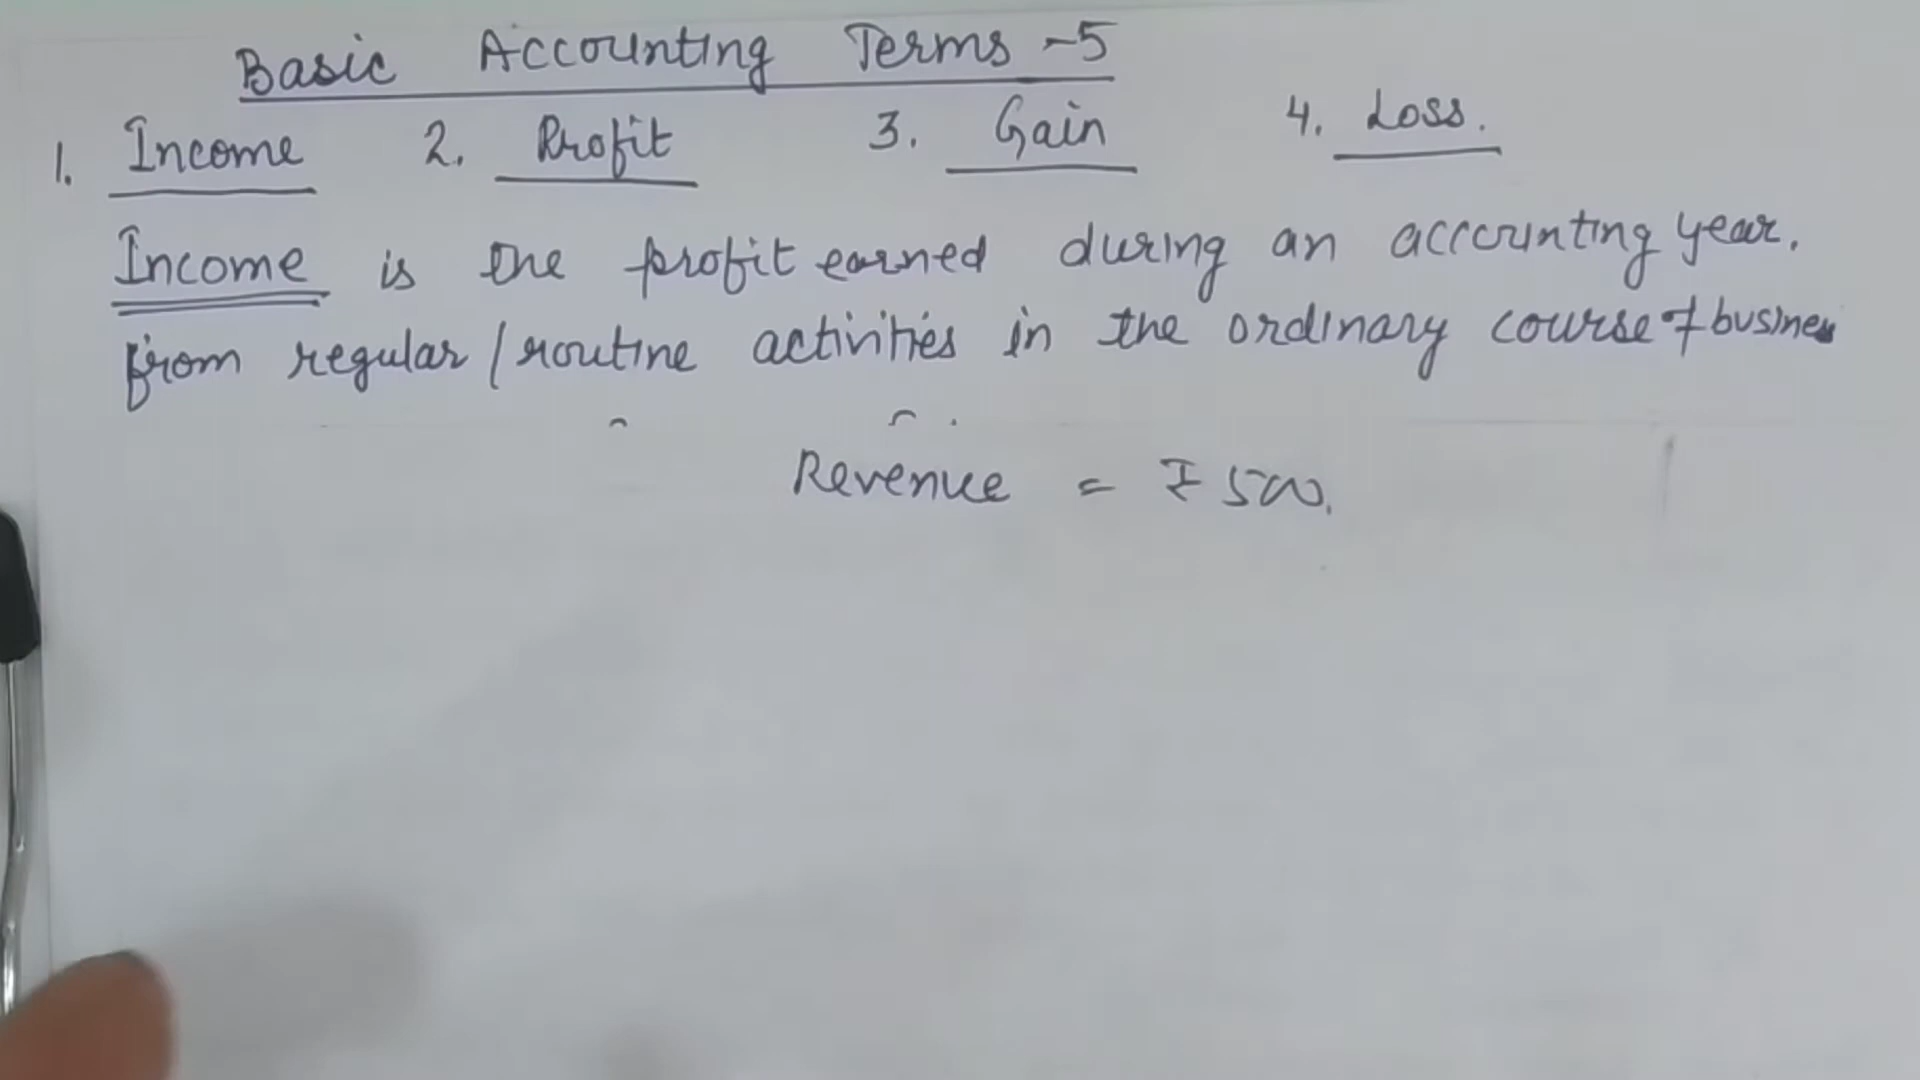 Basic Accounting Terms -5
1. Income 2. Profit 3. Gain 4. Loss.
Income is the profit earned during an accounting year.
from regular / routine activities in the ordinary course of business
Revenue = ₹ 500.